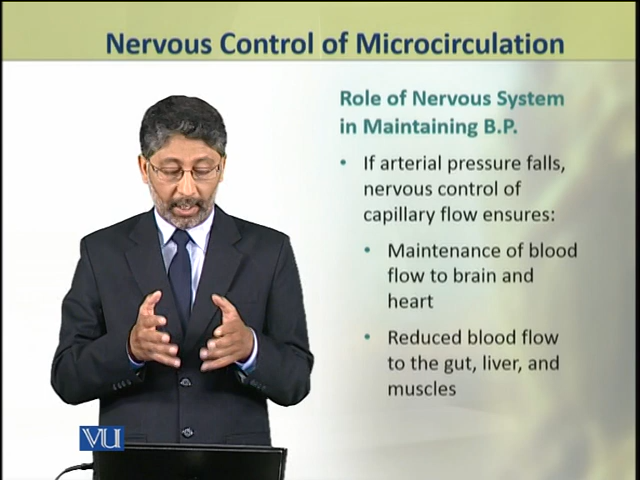 Nervous Control of Microcirculation
Role of Nervous System
in Maintaining B.P.
• If arterial pressure falls,
nervous control of
capillary flow ensures:
• Maintenance of blood
flow to brain and
heart
• Reduced blood flow
to the gut, liver, and
muscles
VU